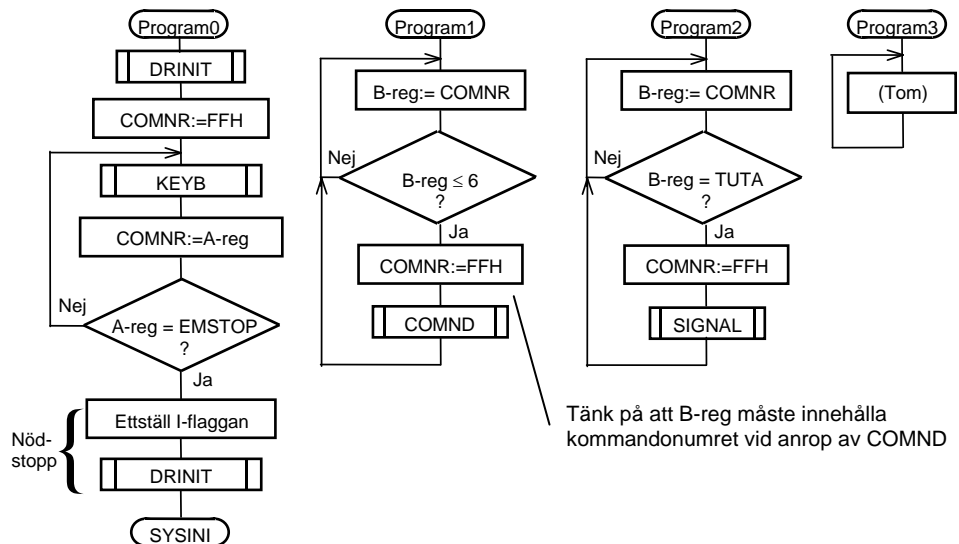 Program0
DRINIT
COMNR:=FFH
KEYB
COMNR:=A-reg
Nej
A-reg = EMSTOP
?
Ja
Ettställ I-flaggan
Nöd-
stopp
DRINIT
SYSINI
Program1
B-reg:= COMNR
Nej
B-reg ≤ 6
?
Ja
COMNR:=FFH
COMND
Program2
B-reg:= COMNR
Nej
B-reg = TUTA
?
Ja
COMNR:=FFH
SIGNAL
Program3
(Tom)
Tänk på att B-reg måste innehålla
kommandonumret vid anrop av COMND